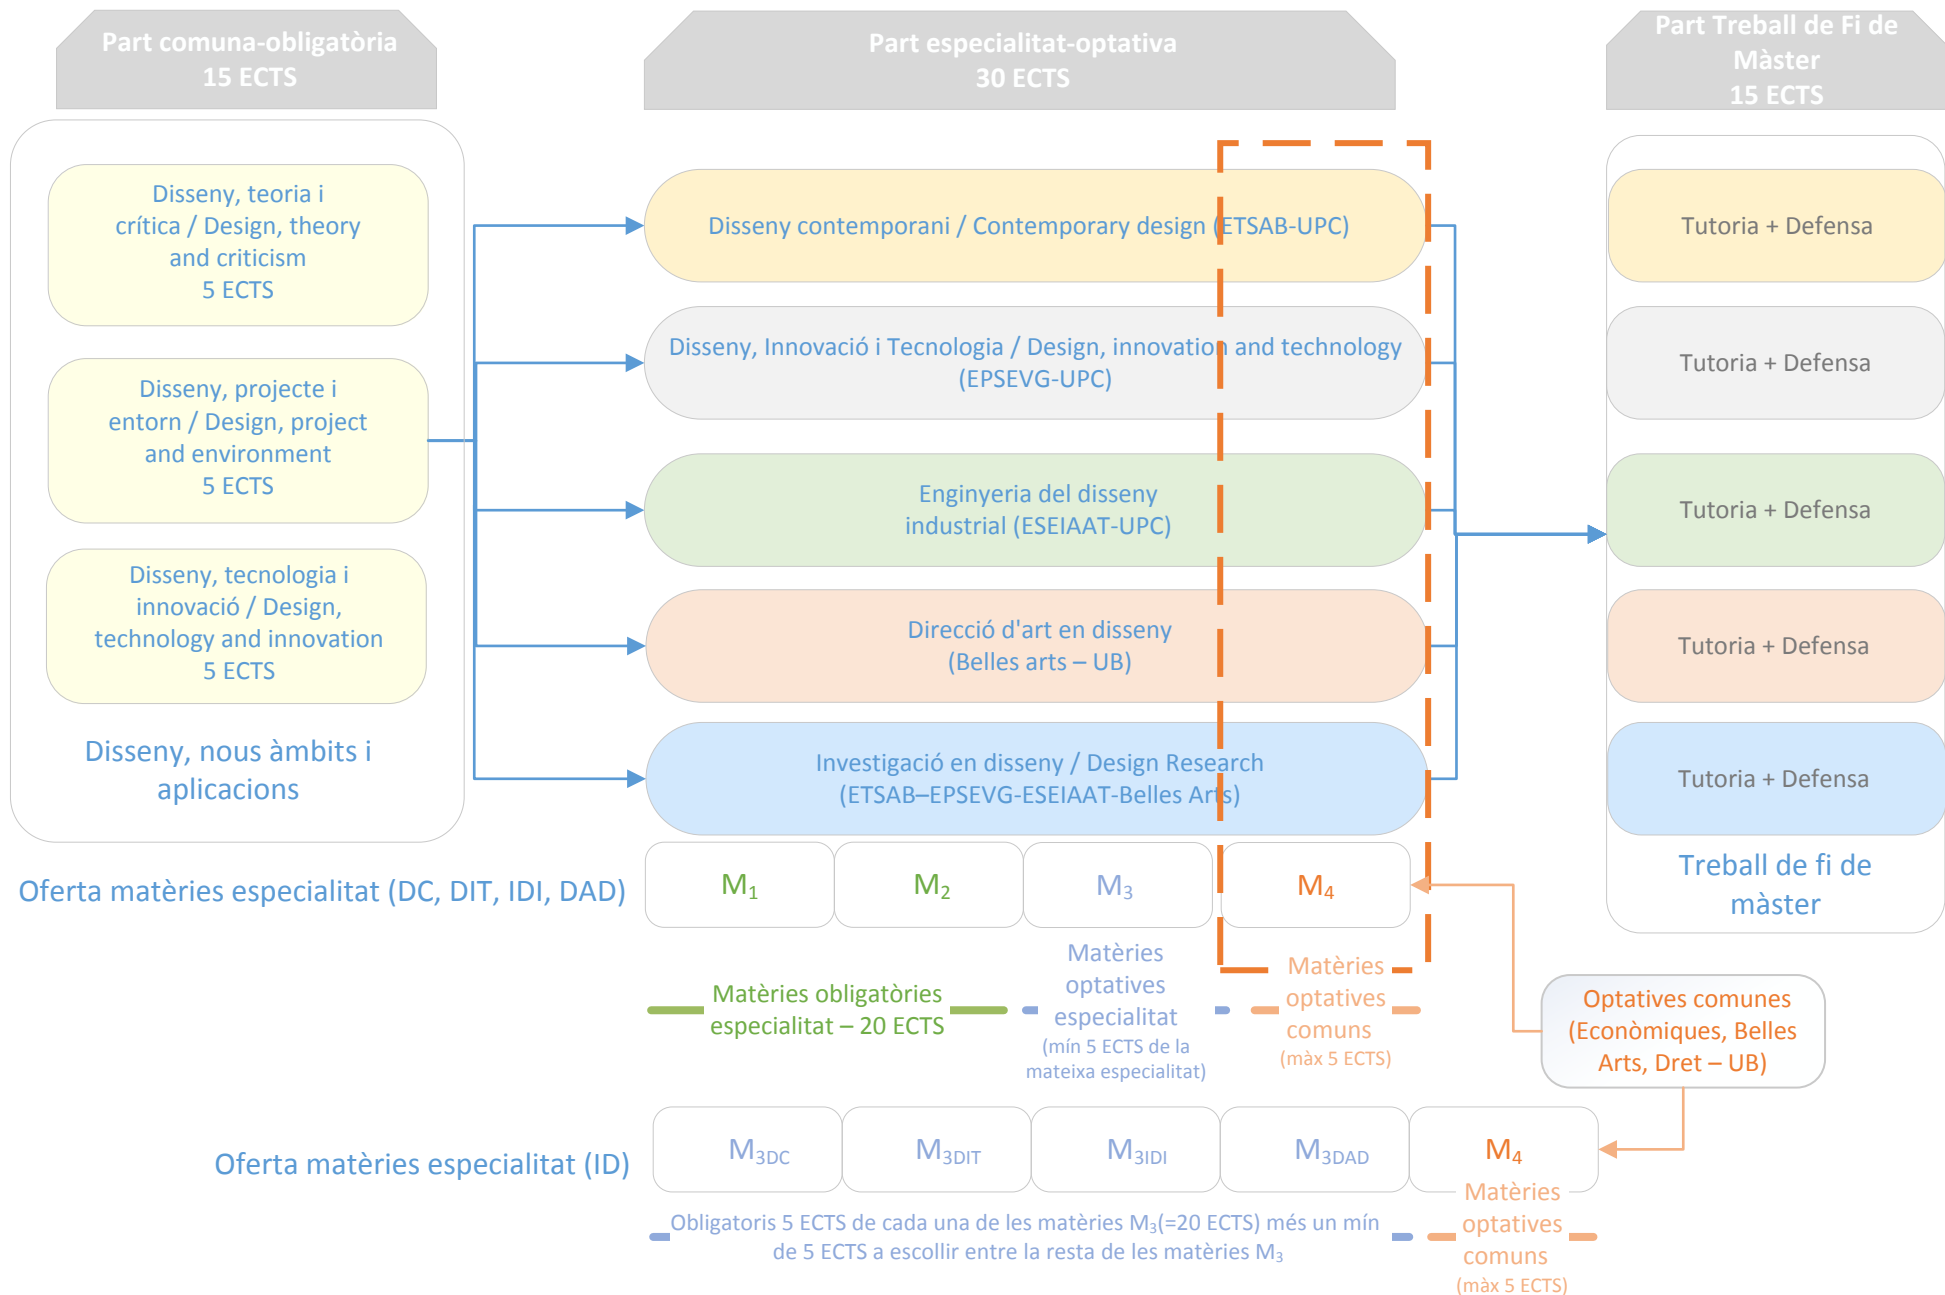 Part comuna-obligatòria
15 ECTS
Part especialitat-optativa
30 ECTS
Part Treball de Fi de
Màster
15 ECTS
Disseny, teoria i
crítica / Design, theory
and criticism
5 ECTS
Disseny, projecte i
entorn / Design, project
and environment
5 ECTS
Disseny, tecnologia i
innovació / Design,
technology and innovation
5 ECTS
Disseny, nous àmbits i
aplicacions
Disseny contemporani / Contemporary design (ETSAB-UPC)
Disseny, Innovació i Tecnologia / Design, innovation and technology
(EPSEVG-UPC)
Enginyeria del disseny
industrial (ESEIAAT-UPC)
Direcció d'art en disseny
(Belles arts – UB)
Investigació en disseny / Design Research
(ETSAB–EPSEVG-ESEIAAT-Belles Arts)
Tutoria + Defensa
Tutoria + Defensa
Tutoria + Defensa
Tutoria + Defensa
Tutoria + Defensa
Treball de fi de
màster
Oferta matèries especialitat (DC, DIT, IDI, DAD)
M1
M2
M3
M4
Matèries obligatòries
especialitat – 20 ECTS
Matèries
optatives
especialitat
(mín 5 ECTS de la
mateixa especialitat)
Matèries
optatives
comuns
(màx 5 ECTS)
Optatives comunes
(Econòmiques, Belles
Arts, Dret – UB)
Oferta matèries especialitat (ID)
M3DC
M3DIT
M3IDI
M3DAD
M4
Obligatoris 5 ECTS de cada una de les matèries M3(=20 ECTS) més un mín
de 5 ECTS a escollir entre la resta de les matèries M3
Matèries
optatives
comuns
(màx 5 ECTS)